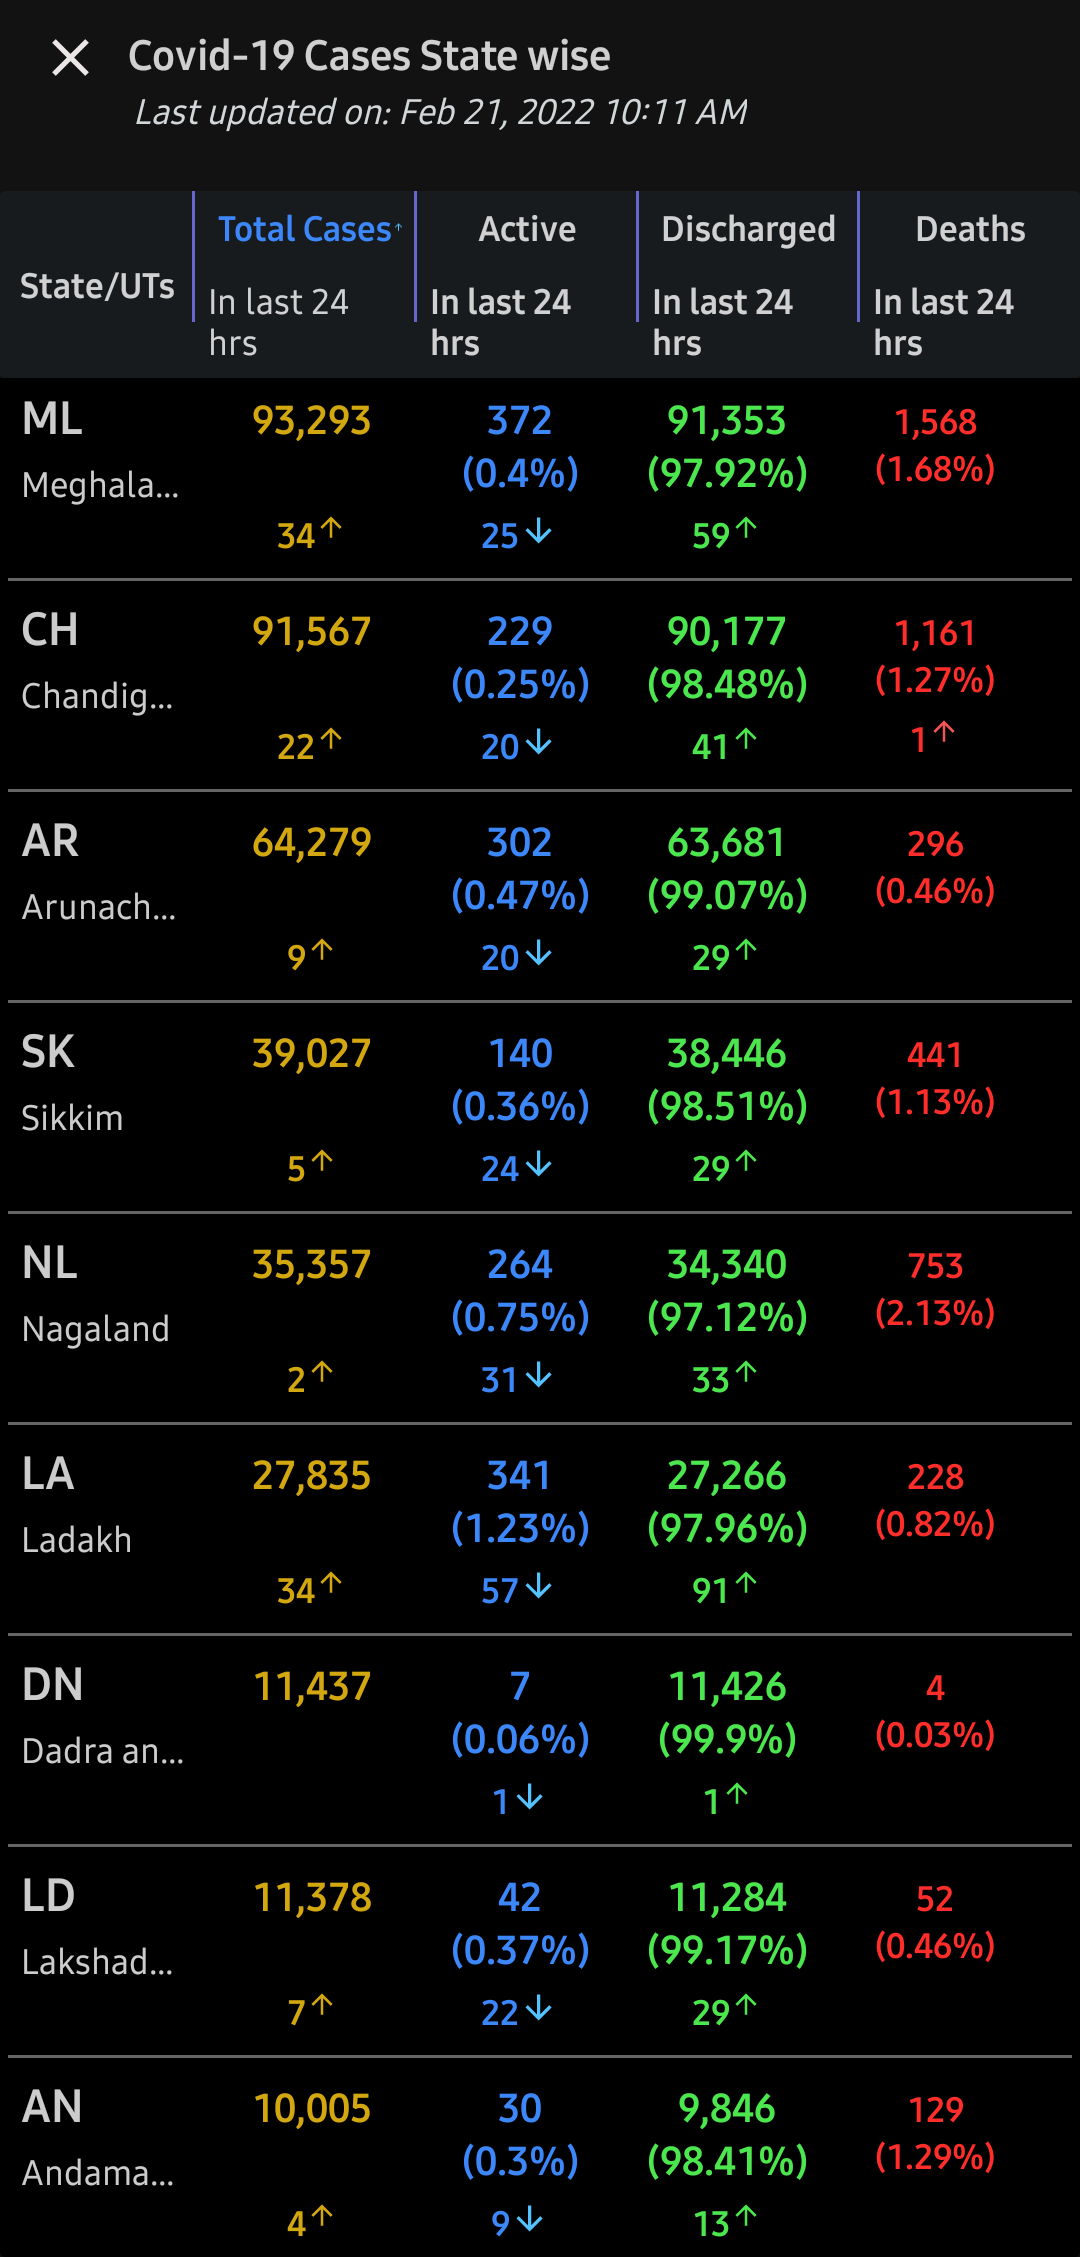 Covid-19 Cases State wise
Last updated on: Feb 21, 2022 10:11 AM
State/UTs
Total Cases↑
In last 24
hrs
Active
In last 24
hrs
Discharged
In last 24
hrs
Deaths
In last 24
hrs
ML 93,293 372 91,353 1,568
(0.4%) (97.92%) (1.68%)
Meghala...
34↑ 25↓ 59↑
CH 91,567 229 90,177 1,161
(0.25%) (98.48%) (1.27%)
Chandig...
22↑ 20↓ 41↑ 1↑
AR 64,279 302 63,681 296
(0.47%) (99.07%) (0.46%)
Arunach...
9↑ 20↓ 29↑
SK 39,027 140 38,446 441
(0.36%) (98.51%) (1.13%)
Sikkim
5↑ 24↓ 29↑
NL 35,357 264 34,340 753
(0.75%) (97.12%) (2.13%)
Nagaland
2↑ 31↓ 33↑
LA 27,835 341 27,266 228
(1.23%) (97.96%) (0.82%)
Ladakh
34↑ 57↓ 91↑
DN 11,437 7 11,426 4
(0.06%) (99.9%) (0.03%)
Dadra an...
1↓ 1↑
LD 11,378 42 11,284 52
(0.37%) (99.17%) (0.46%)
Lakshad...
7↑ 22↓ 29↑
AN 10,005 30 9,846 129
(0.3%) (98.41%) (1.29%)
Andama...
4↑ 9↓ 13↑